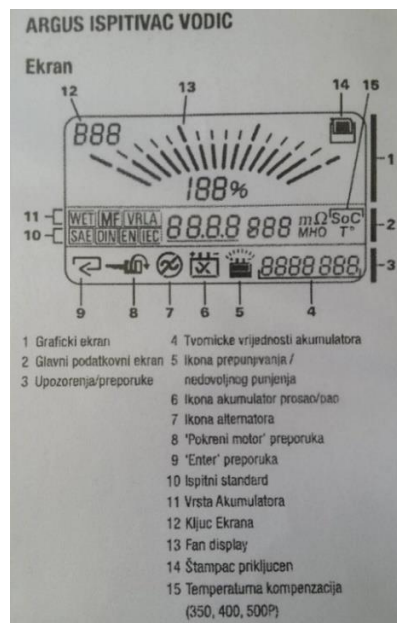 ARGUS ISPITIVAC VODIC
Ekran
12
13
14
15
888
188%
1
11
WET MF VRLA
88.8.8 888
mΩ SoC
2
10
SAE DIN EN IEC
MHO T°
8888 888
3
9
8
7
6
5
4
1 Graficki ekran
2 Glavni podatkovni ekran
3 Upozorenja/preporuke
4 Tvornicke vrijednosti akumulatora
5 Ikona prepunjivanja /
nedovoljnog punjenja
6 Ikona akumulator prosao/pao
7 Ikona alternatora
8 'Pokreni motor' preporuka
9 'Enter' preporuka
10 Ispitni standard
11 Vrsta Akumulatora
12 Kljuc Ekrana
13 Fan display
14 Štampac prikljucen
15 Temperaturna kompenzacija
(350, 400, 500P)